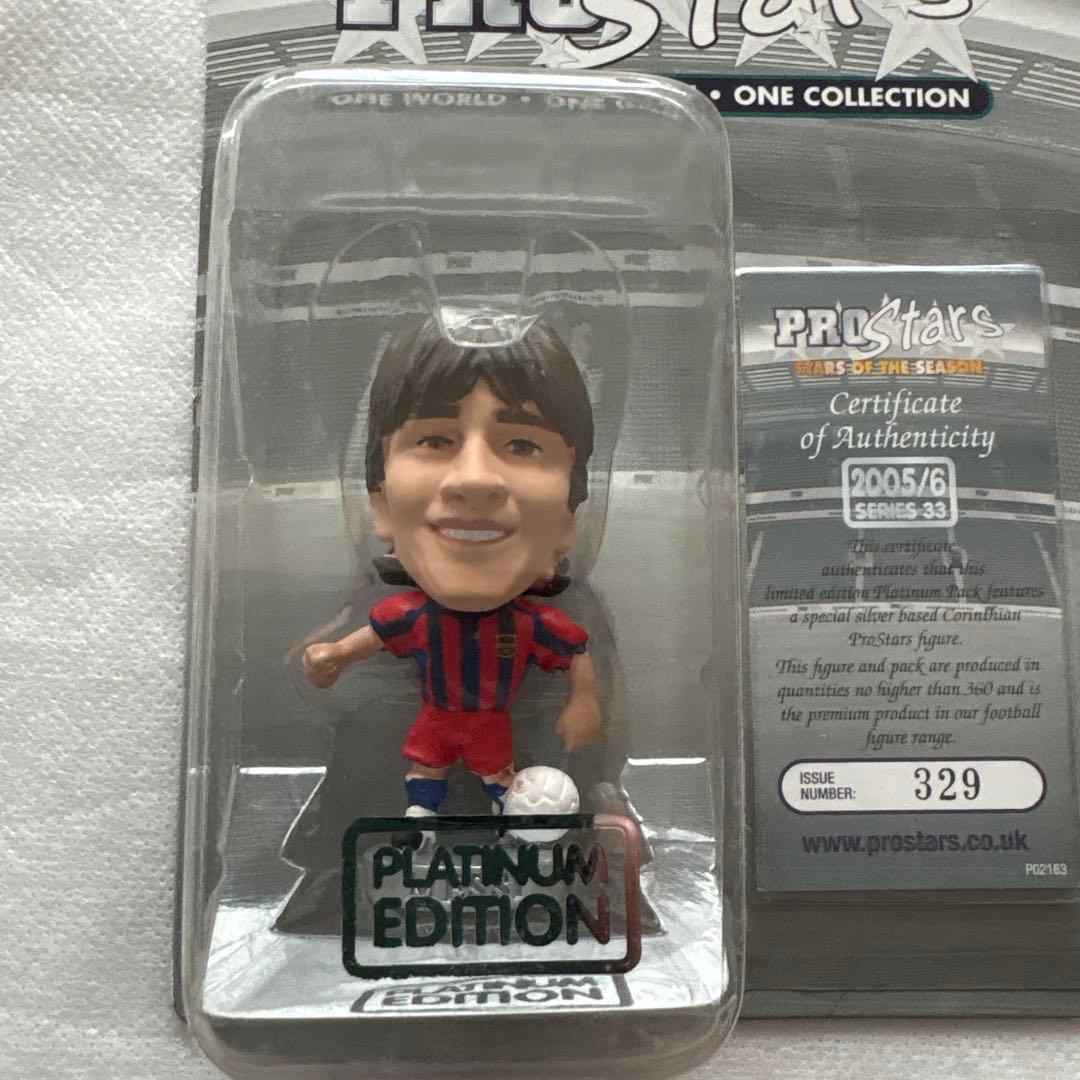 PROStars
ONE WORLD • ONE
• ONE COLLECTION
PROStars
STARS OF THE SEASON
Certificate
of Authenticity
2005/6
SERIES 33
This certificate
authenticates that this
limited edition Platinum Pack features
a special silver based Corinthian
ProStars figure.
This figure and pack are produced in
quantities no higher than 360 and is
the premium product in our football
figure range.
ISSUE
NUMBER: 329
www.prostars.co.uk
P02163
PLATINUM
EDITION
PLATINUM
EDITION